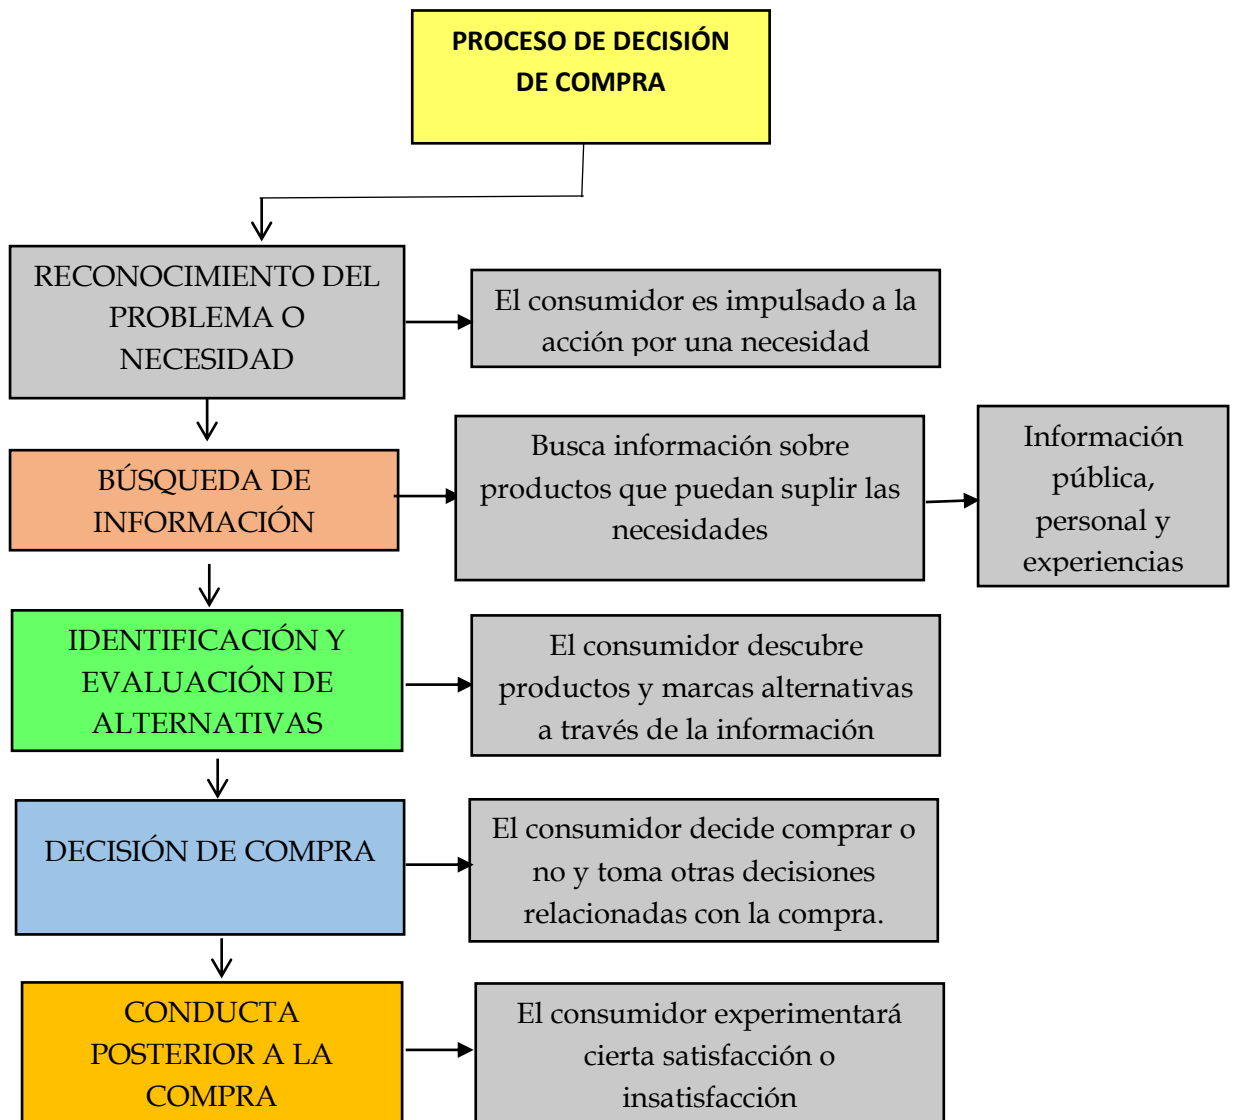 PROCESO DE DECISIÓN
DE COMPRA
RECONOCIMIENTO DEL
PROBLEMA O
NECESIDAD
El consumidor es impulsado a la
acción por una necesidad
BÚSQUEDA DE
INFORMACIÓN
Busca información sobre
productos que puedan suplir las
necesidades
Información
pública,
personal y
experiencias
IDENTIFICACIÓN Y
EVALUACIÓN DE
ALTERNATIVAS
El consumidor descubre
productos y marcas alternativas
a través de la información
DECISIÓN DE COMPRA
El consumidor decide comprar o
no y toma otras decisiones
relacionadas con la compra.
CONDUCTA
POSTERIOR A LA
COMPRA
El consumidor experimentará
cierta satisfacción o
insatisfacción